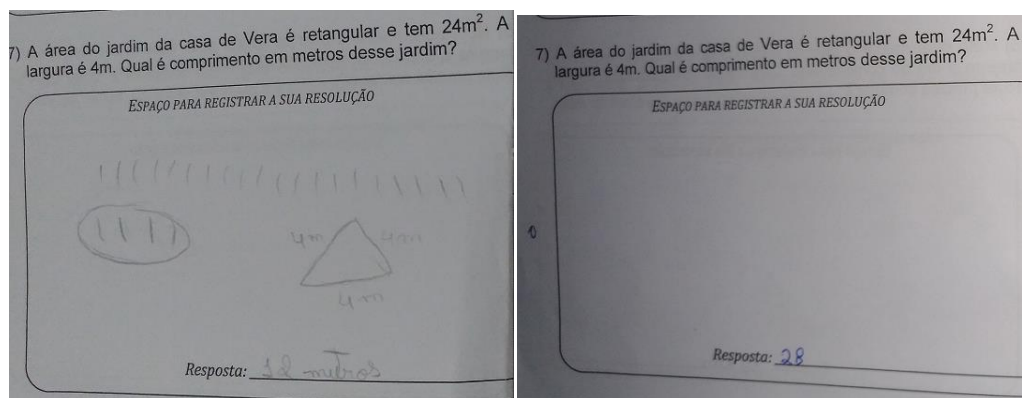 7) A área do jardim da casa de Vera é retangular e tem 24m². A
largura é 4m. Qual é comprimento em metros desse jardim?
ESPAÇO PARA REGISTRAR A SUA RESOLUÇÃO
4m 4m
4m
Resposta: 12 metros
7) A área do jardim da casa de Vera é retangular e tem 24m². A
largura é 4m. Qual é comprimento em metros desse jardim?
ESPAÇO PARA REGISTRAR A SUA RESOLUÇÃO
Resposta: 28